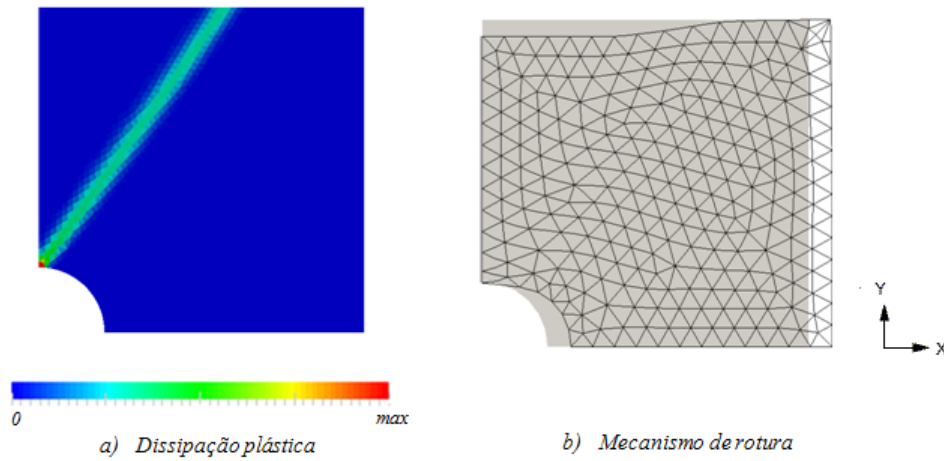 Y
X
0
max
a) Dissipação plástica
b) Mecanismo de rotura